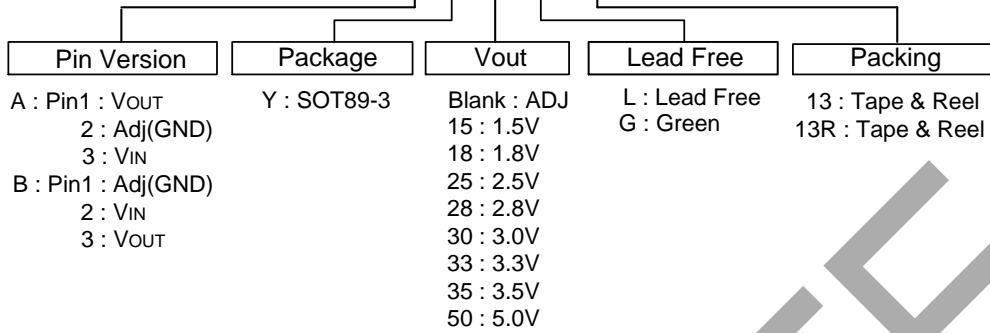 Pin Version
A : Pin1 : VOUT
2 : Adj(GND)
3 : VIN
B : Pin1 : Adj(GND)
2 : VIN
3 : VOUT
Package
Y : SOT89-3
Vout
Blank : ADJ
15 : 1.5V
18 : 1.8V
25 : 2.5V
28 : 2.8V
30 : 3.0V
33 : 3.3V
35 : 3.5V
50 : 5.0V
Lead Free
L : Lead Free
G : Green
Packing
13 : Tape & Reel
13R : Tape & Reel